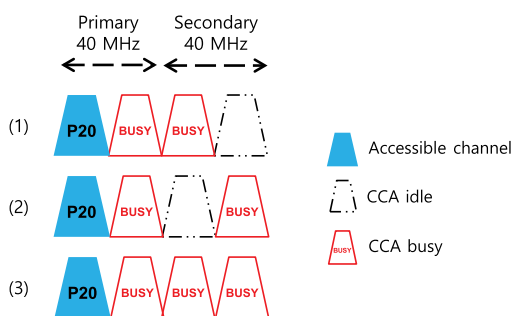 Primary
40 MHz
Secondary
40 MHz
(1)
P20
BUSY
BUSY
(2)
P20
BUSY
BUSY
(3)
P20
BUSY
BUSY
BUSY
Accessible channel
CCA idle
BUSY
CCA busy